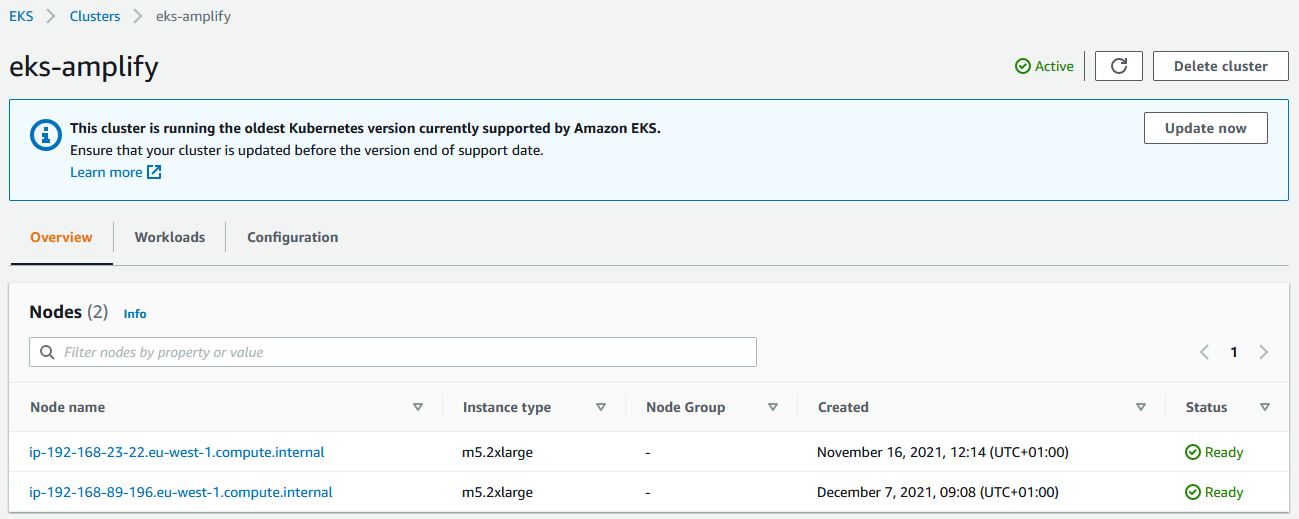 EKS > Clusters > eks-amplify
eks-amplify
Active
Delete cluster
This cluster is running the oldest Kubernetes version currently supported by Amazon EKS.
Update now
Ensure that your cluster is updated before the version end of support date.
Learn more
Overview Workloads Configuration
Nodes (2) Info
Filter nodes by property or value
1
Node name Instance type Node Group Created Status
ip-192-168-23-22.eu-west-1.compute.internal m5.2xlarge - November 16, 2021, 12:14 (UTC+01:00) Ready
ip-192-168-89-196.eu-west-1.compute.internal m5.2xlarge - December 7, 2021, 09:08 (UTC+01:00) Ready